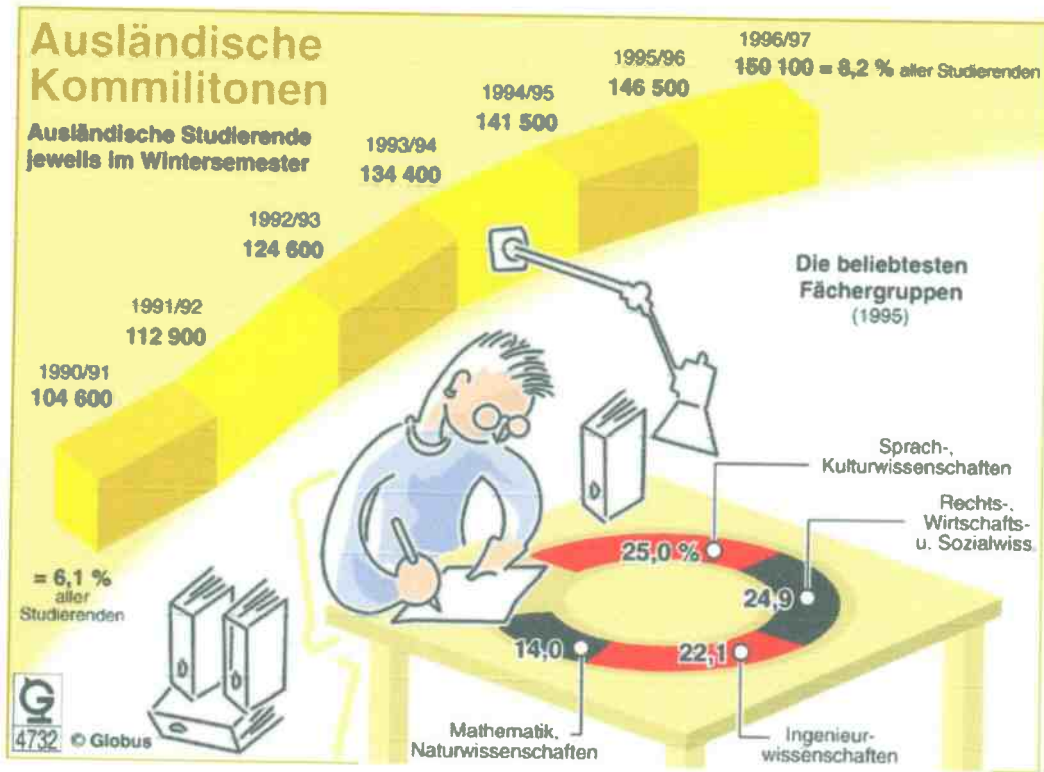 Ausländische
Kommilitonen
Ausländische Studierende
jeweils im Wintersemester
1990/91
104 600
= 6,1 %
aller
Studierenden
1991/92
112 900
1992/93
124 600
1993/94
134 400
1994/95
141 500
1995/96
146 500
1996/97
150 100 = 8,2 % aller Studierenden
Die beliebtesten
Fächergruppen
(1995)
Sprach-,
Kulturwissenschaften
25,0 %
Rechts-,
Wirtschafts-
u. Sozialwiss
24,9
22,1
Ingenieur-
wissenschaften
14,0
Mathematik,
Naturwissenschaften
G
4732 © Globus